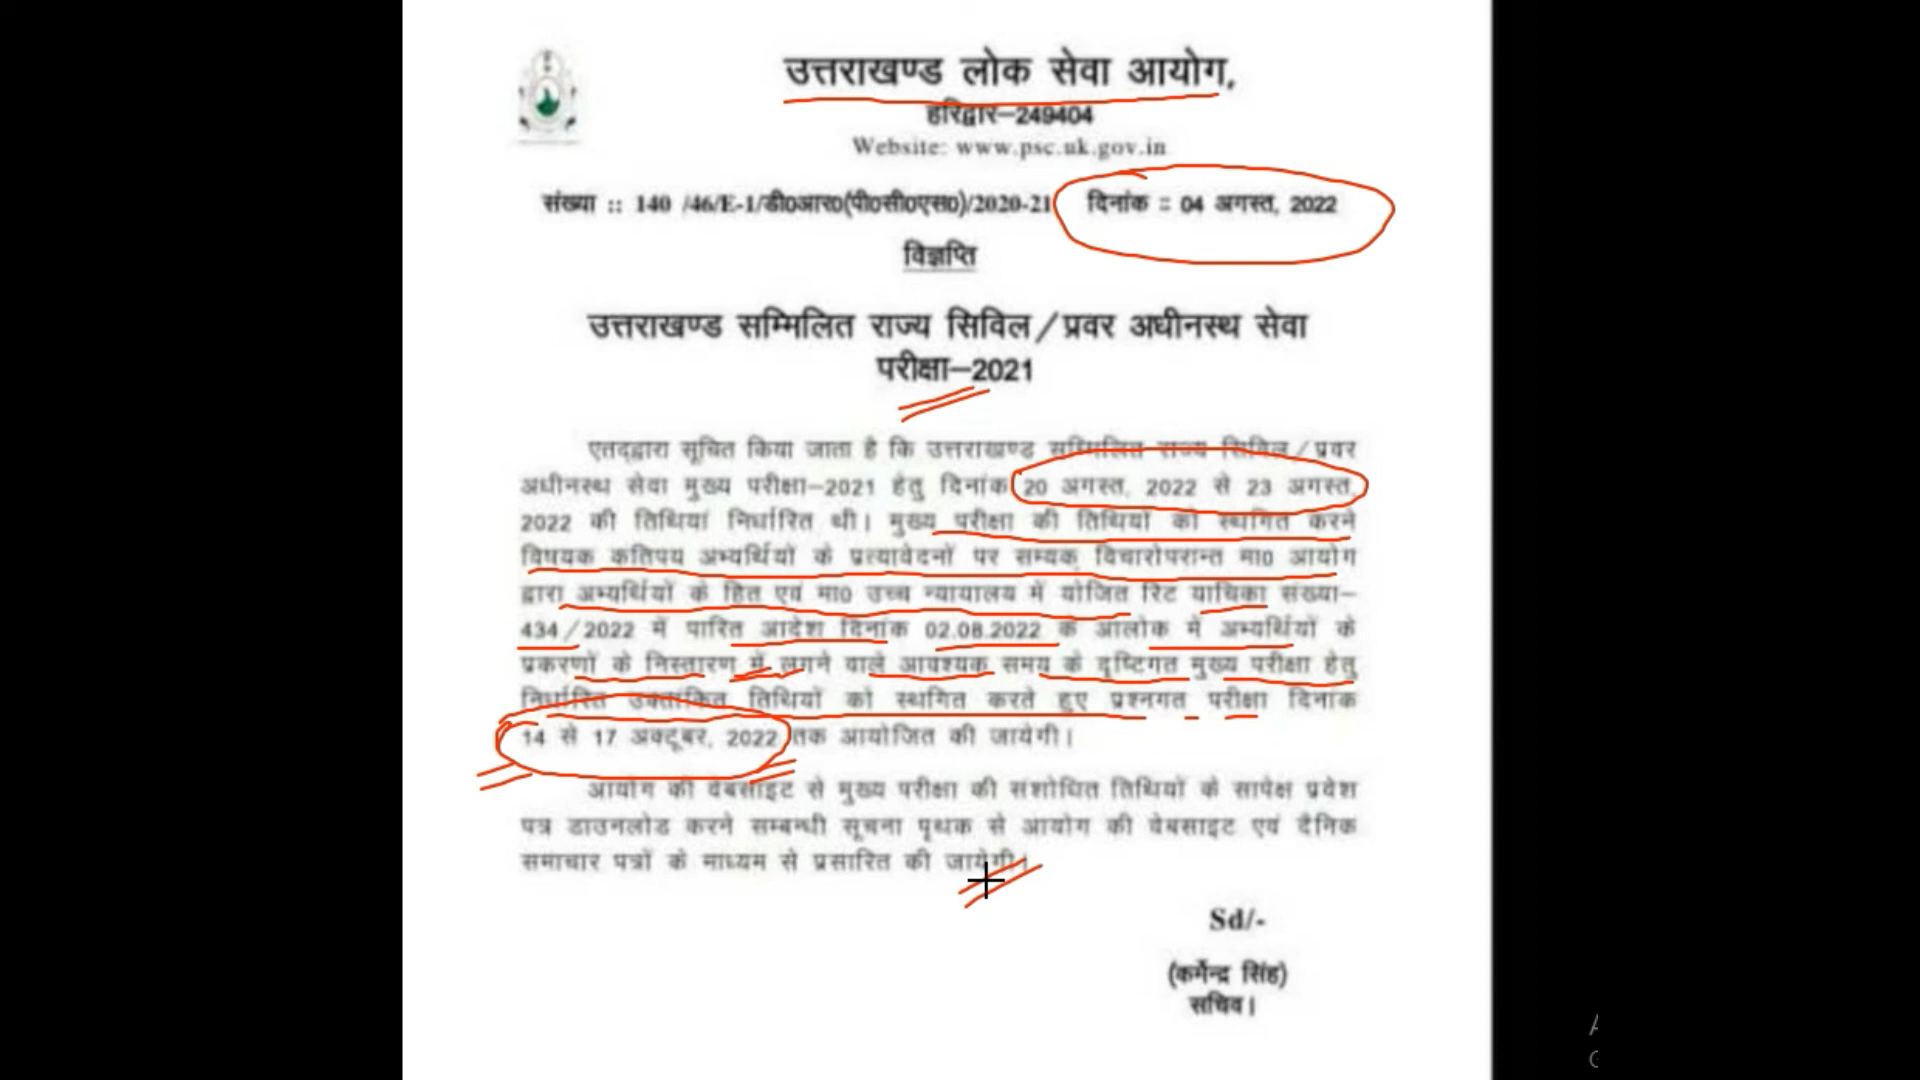 उत्तराखण्ड लोक सेवा आयोग,
हरिद्वार–249404
Website: www.psc.uk.gov.in
संख्या :: 140 /46/E-1/डी0आर0(पी0सी0एस0)/2020-21 दिनांक :: 04 अगस्त, 2022
विज्ञप्ति
उत्तराखण्ड सम्मिलित राज्य सिविल/प्रवर अधीनस्थ सेवा
परीक्षा–2021
एतद्द्वारा सूचित किया जाता है कि उत्तराखण्ड सम्मिलित राज्य सिविल/प्रवर
अधीनस्थ सेवा मुख्य परीक्षा–2021 हेतु दिनांक 20 अगस्त, 2022 से 23 अगस्त,
2022 की तिथियां निर्धारित थी। मुख्य परीक्षा की तिथियों को स्थगित करने
विषयक कतिपय अभ्यर्थियों के प्रत्यावेदनों पर सम्यक् विचारोपरान्त मा0 आयोग
द्वारा अभ्यर्थियों के हित एवं मा0 उच्च न्यायालय में योजित रिट याचिका संख्या–
434/2022 में पारित आदेश दिनांक 02.08.2022 के आलोक में अभ्यर्थियों के
प्रकरणों के निस्तारण में लगने वाले आवश्यक समय के दृष्टिगत मुख्य परीक्षा हेतु
निर्धारित उक्तांकित तिथियों को स्थगित करते हुए प्रश्नगत परीक्षा दिनांक
14 से 17 अक्टूबर, 2022 तक आयोजित की जायेगी।
आयोग की वेबसाइट से मुख्य परीक्षा की संशोधित तिथियों के सापेक्ष प्रवेश
पत्र डाउनलोड करने सम्बन्धी सूचना पृथक से आयोग की वेबसाइट एवं दैनिक
समाचार पत्रों के माध्यम से प्रसारित की जायेगी।
Sd/-
(कर्मेन्द्र सिंह)
सचिव।